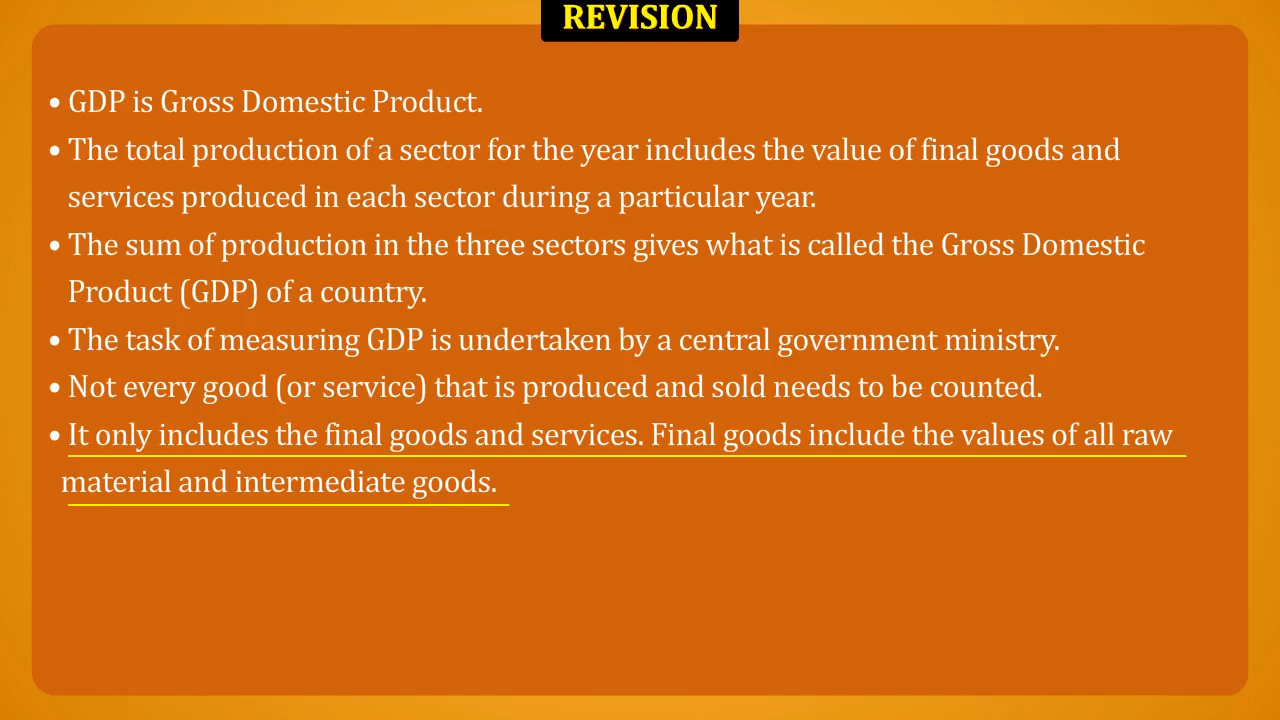 REVISION
• GDP is Gross Domestic Product.
• The total production of a sector for the year includes the value of final goods and
services produced in each sector during a particular year.
• The sum of production in the three sectors gives what is called the Gross Domestic
Product (GDP) of a country.
• The task of measuring GDP is undertaken by a central government ministry.
• Not every good (or service) that is produced and sold needs to be counted.
• It only includes the final goods and services. Final goods include the values of all raw
material and intermediate goods.